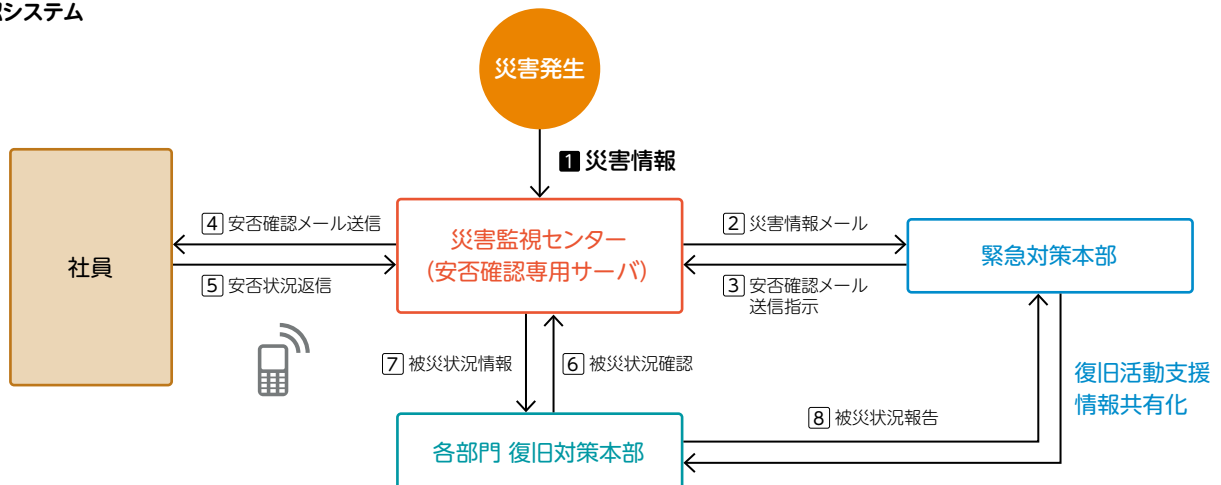 システム
災害発生
1 災害情報
4 安否確認メール送信
2 災害情報メール
災害監視センター
(安否確認専用サーバ)
緊急対策本部
社員
5 安否状況返信
3 安否確認メール
送信指示
7 被災状況情報
6 被災状況確認
復旧活動支援
情報共有化
8 被災状況報告
各部門 復旧対策本部